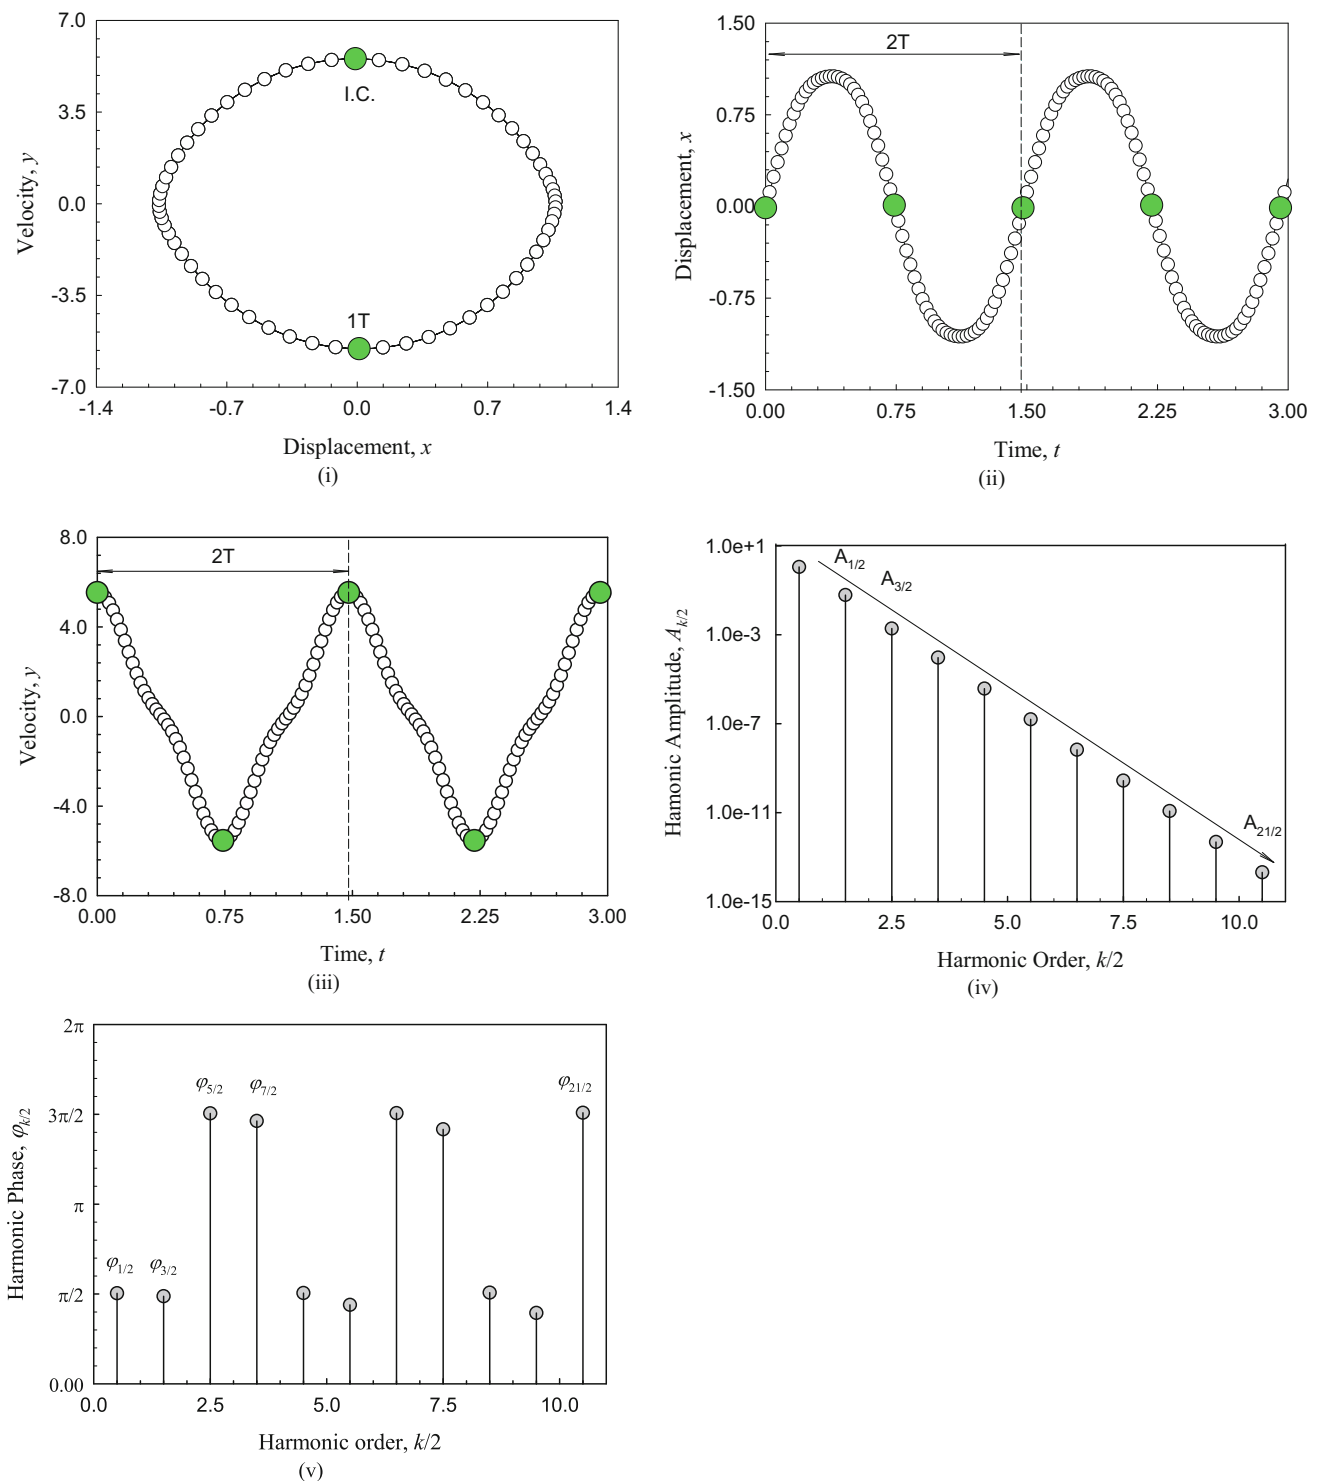 7.0
3.5
0.0
-3.5
-7.0
Velocity, y
I.C.
1T
-1.4 -0.7 0.0 0.7 1.4
Displacement, x
(i)
1.50
0.75
0.00
-0.75
-1.50
Displacement, x
2T
0.00 0.75 1.50 2.25 3.00
Time, t
(ii)
8.0
4.0
0.0
-4.0
-8.0
Velocity, y
2T
0.00 0.75 1.50 2.25 3.00
Time, t
(iii)
1.0e+1
1.0e-3
1.0e-7
1.0e-11
1.0e-15
Hamonic Amplitude, A_{k/2}
A_{1/2}
A_{3/2}
A_{21/2}
0.0 2.5 5.0 7.5 10.0
Harmonic Order, k/2
(iv)
2π
3π/2
π
π/2
0.00
Harmonic Phase, φ_{k/2}
φ_{5/2} φ_{7/2} φ_{21/2}
φ_{1/2} φ_{3/2}
0.0 2.5 5.0 7.5 10.0
Harmonic order, k/2
(v)